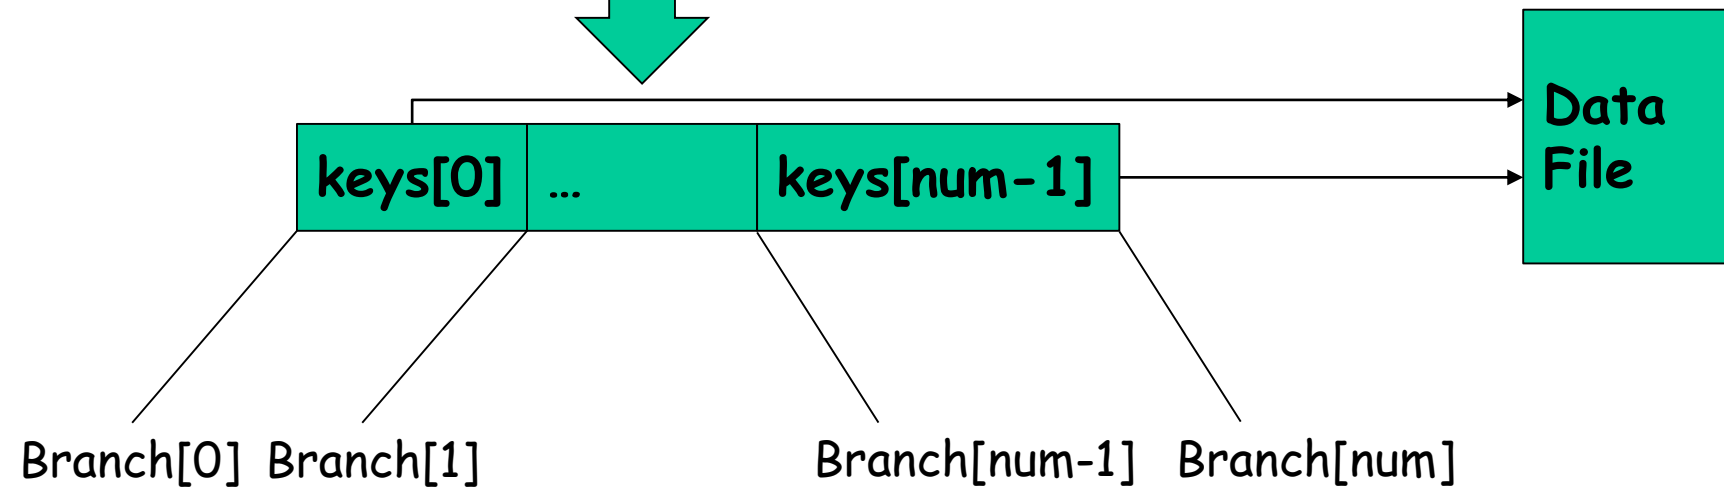 Data
File
keys[0] … keys[num-1]
Branch[0] Branch[1] Branch[num-1] Branch[num]